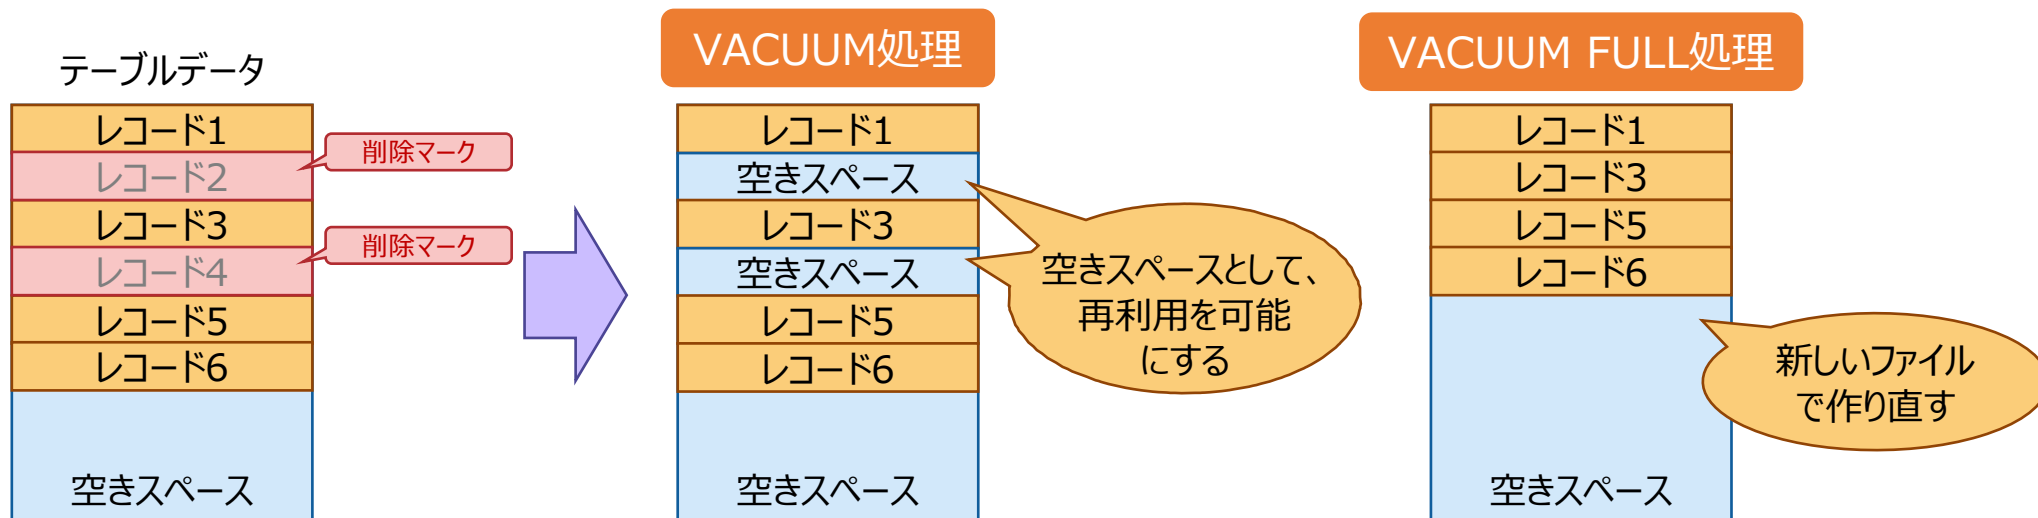 テーブルデータ
レコード1
レコード2
レコード3
レコード4
レコード5
レコード6
空きスペース
削除マーク
削除マーク
VACUUM処理
レコード1
空きスペース
レコード3
空きスペース
レコード5
レコード6
空きスペース
空きスペースとして、
再利用を可能
にする
VACUUM FULL処理
レコード1
レコード3
レコード5
レコード6
空きスペース
新しいファイル
で作り直す